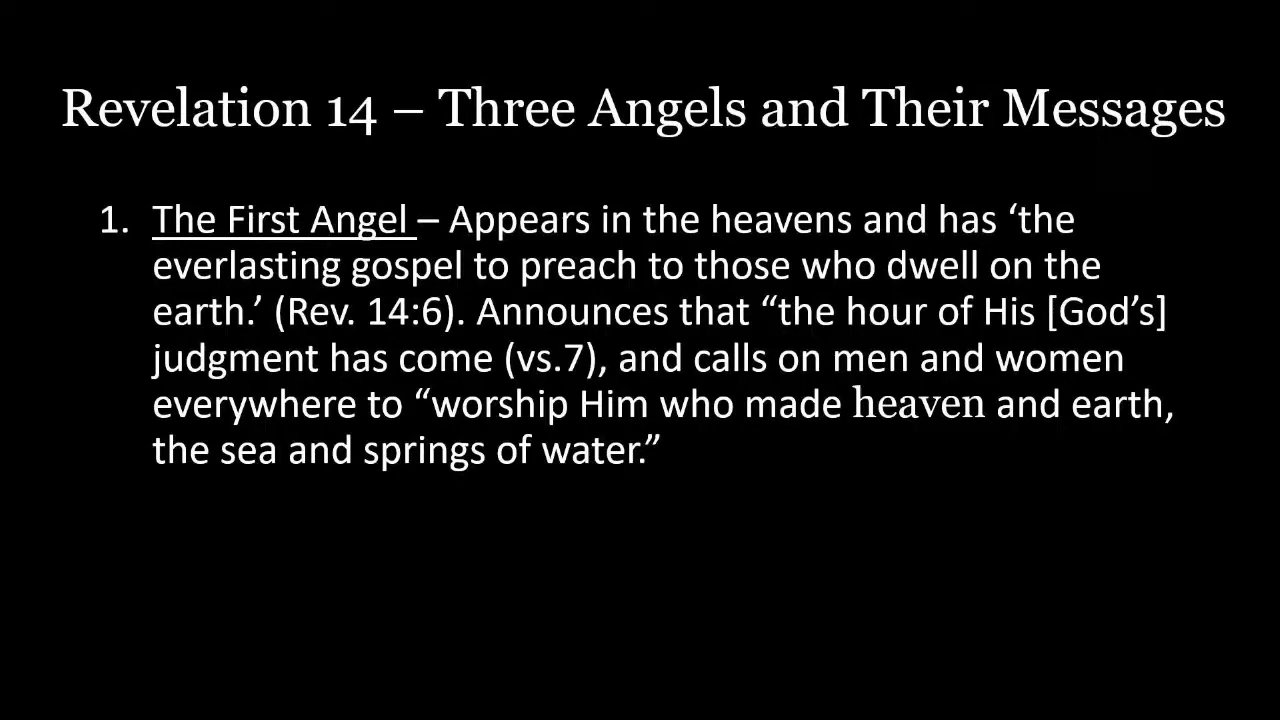 Revelation 14 – Three Angels and Their Messages
1. The First Angel – Appears in the heavens and has ‘the
everlasting gospel to preach to those who dwell on the
earth.’ (Rev. 14:6). Announces that “the hour of His [God’s]
judgment has come (vs.7), and calls on men and women
everywhere to “worship Him who made heaven and earth,
the sea and springs of water.”